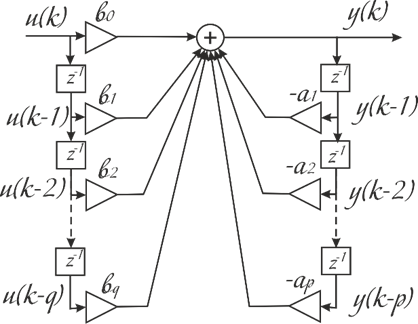 u(k) b0 + y(k)
z-1 z-1
u(k-1) b1 -a1 y(k-1)
z-1 z-1
u(k-2) b2 -a2 y(k-2)
z-1 z-1
u(k-q) bq -ap y(k-p)